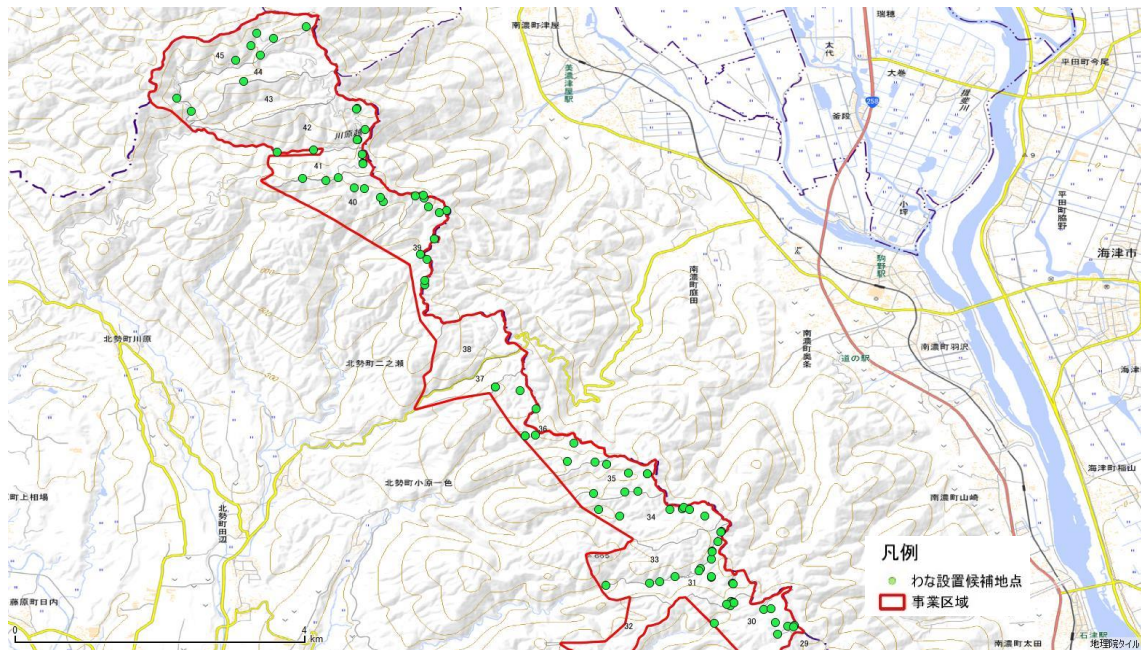 南濃町津屋
瑞穂
太代
大巻
平田町今尾
美濃津屋駅
揖斐川
258
釜段
45
44
43
42
川原越
41
40
39
小坪
平田町脇野
海津市
駒野駅
南濃町庭田
北勢町川原
北勢町二之瀬
38
南濃町奥条
南濃町羽沢
道の駅
37
36
海津町稲山
35
北勢町小原一色
南濃町山崎
34
北勢町田辺
33
31
32
30
29
藤原町日内
南濃町太田
石津駅
凡例
わな設置候補地点
事業区域
0
4
km
地理院タイル